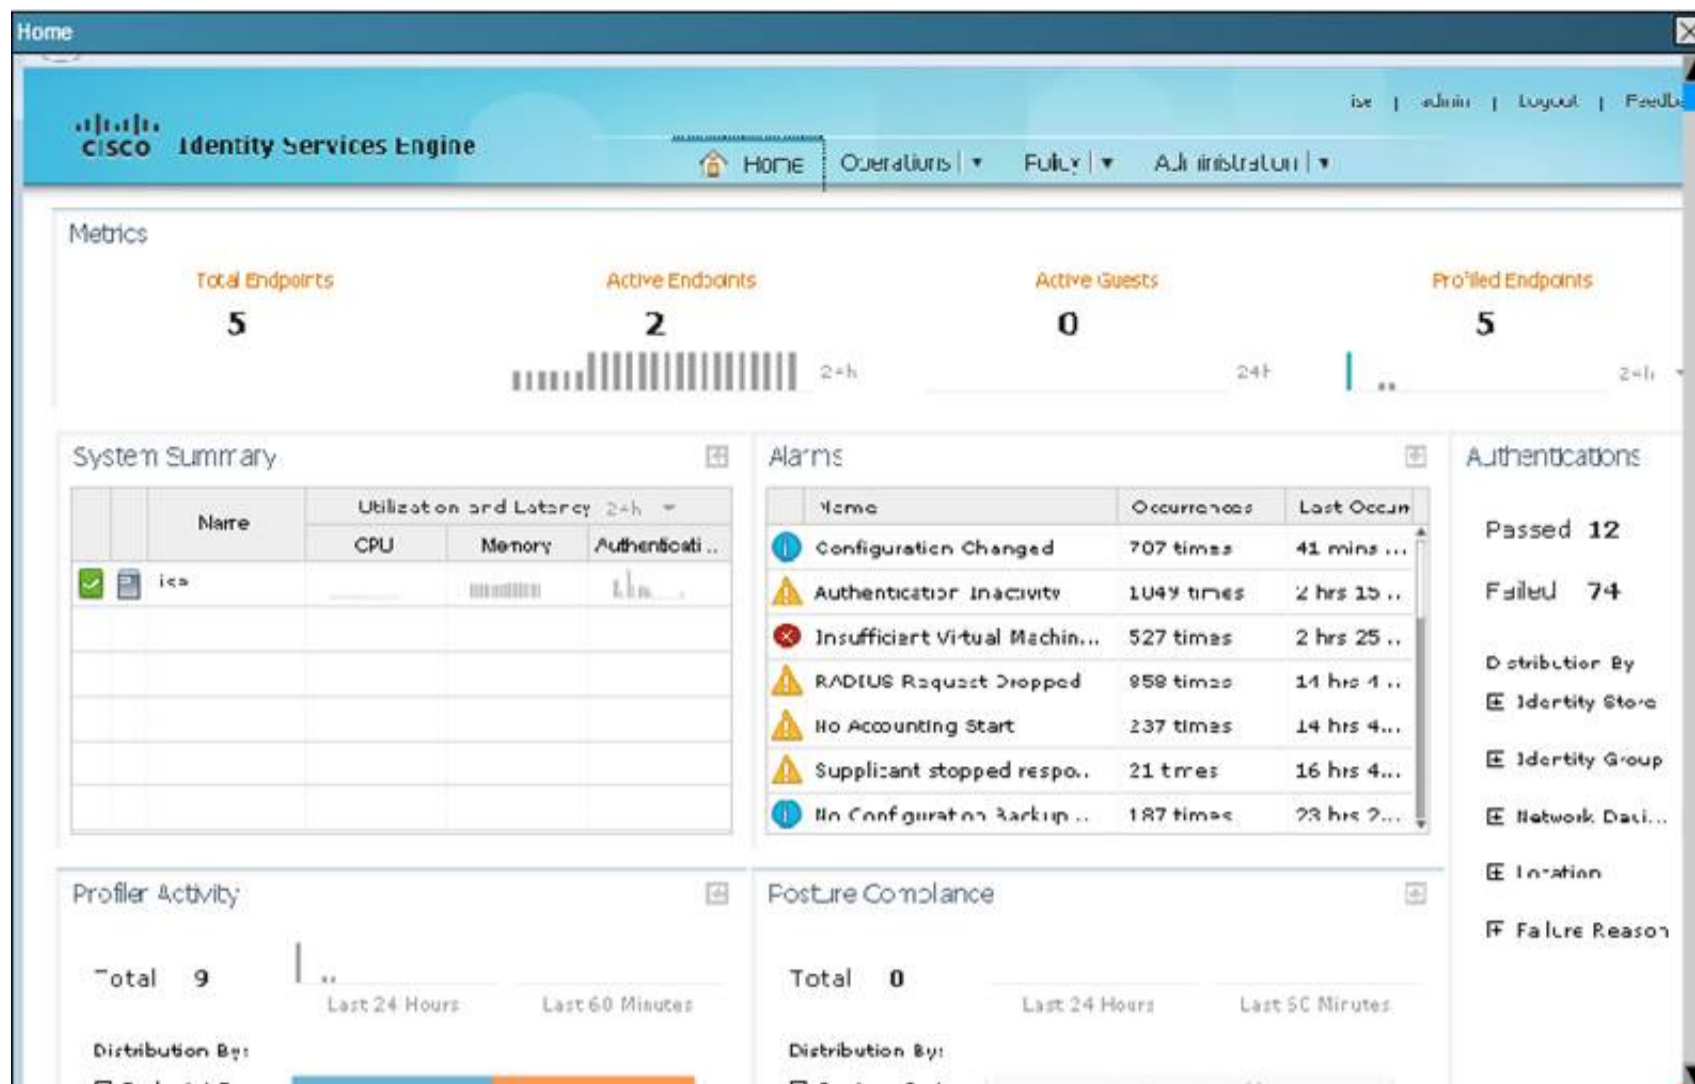 Home
ise | admin | Logout | Feedba
CISCO Identity Services Engine
Home Operations Policy Administration
Metrics
Total Endpoints Active Endpoints Active Guests Profiled Endpoints
5 2 0 5
24h 24h 24h
System Summary
Name Utilization and Latency 24h
CPU Memory Authenticati ..
ise
Alarms
Name Occurrences Last Occurr
Configuration Changed 707 times 41 mins ...
Authentication Inactivity 1049 times 2 hrs 15 ..
Insufficient Virtual Machin... 527 times 2 hrs 25 ..
RADIUS Request Dropped 958 times 14 hrs 4 ..
No Accounting Start 237 times 14 hrs 4...
Supplicant stopped respo.. 21 times 16 hrs 4...
No Configuration Backup .. 187 times 23 hrs 2...
Authentications
Passed 12
Failed 74
Distribution By
Identity Store
Identity Group
Network Devi...
Location
Failure Reason
Profiler Activity
Total 9
Last 24 Hours Last 60 Minutes
Distribution By:
Posture Compliance
Total 0
Last 24 Hours Last 60 Minutes
Distribution By: